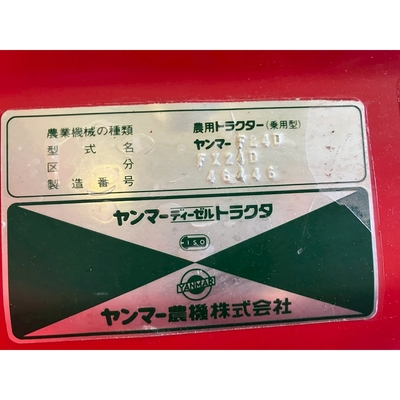 農業機械の種類 農用トラクター(乗用型)
型式名 ヤンマー F24D
区分 FX24D
製造番号 46446
ヤンマーディーゼルトラクタ
ISO
YANMAR
ヤンマー農機株式会社